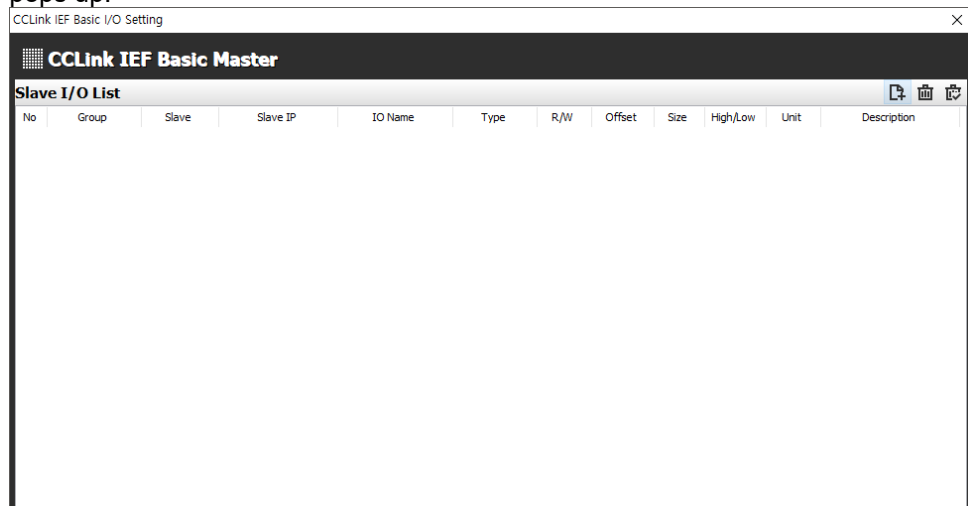 pops up.
CCLink IEF Basic I/O Setting
CCLink IEF Basic Master
Slave I/O List
No Group Slave Slave IP IO Name Type R/W Offset Size High/Low Unit Description